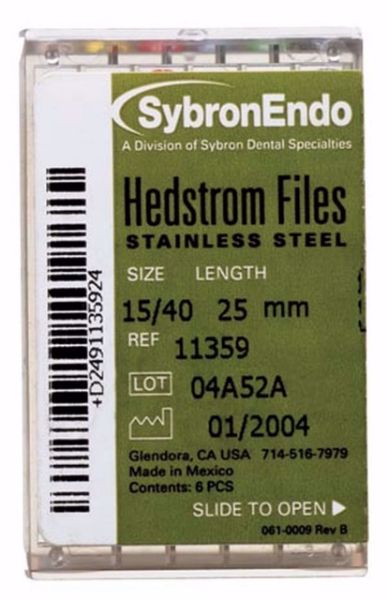 SybronEndo
A Division of Sybron Dental Specialties
Hedstrom Files
STAINLESS STEEL
SIZE LENGTH
15/40 25 mm
REF 11359
LOT 04A52A
01/2004
Glendora, CA USA 714-516-7979
Made in Mexico
Contents: 6 PCS
SLIDE TO OPEN ▶
061-0009 Rev B
+D2491135924